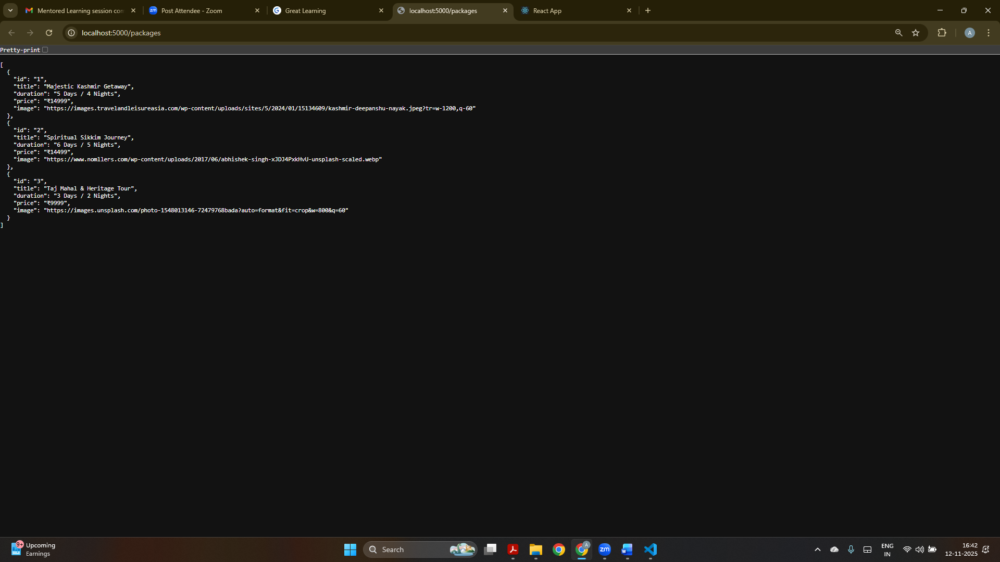 Mentored Learning session con
Post Attendee - Zoom
Great Learning
localhost:5000/packages
React App
localhost:5000/packages
A
Pretty-print
[
  {
    "id": "1",
    "title": "Majestic Kashmir Getaway",
    "duration": "5 Days / 4 Nights",
    "price": "₹14999",
    "image": "https://images.travelandleisureasia.com/wp-content/uploads/sites/5/2024/01/15134609/kashmir-deepanshu-nayak.jpeg?tr=w-1200,q-60"
  },
  {
    "id": "2",
    "title": "Spiritual Sikkim Journey",
    "duration": "6 Days / 5 Nights",
    "price": "₹14499",
    "image": "https://www.nomllers.com/wp-content/uploads/2017/06/abhishek-singh-xJDJ4PxkHvU-unsplash-scaled.webp"
  },
  {
    "id": "3",
    "title": "Taj Mahal & Heritage Tour",
    "duration": "3 Days / 2 Nights",
    "price": "₹9999",
    "image": "https://images.unsplash.com/photo-1548013146-72479768bada?auto=format&fit=crop&w=800&q=60"
  }
]
9+
Upcoming
Earnings
Search
A
zm
W
ENG
IN
16:42
12-11-2025